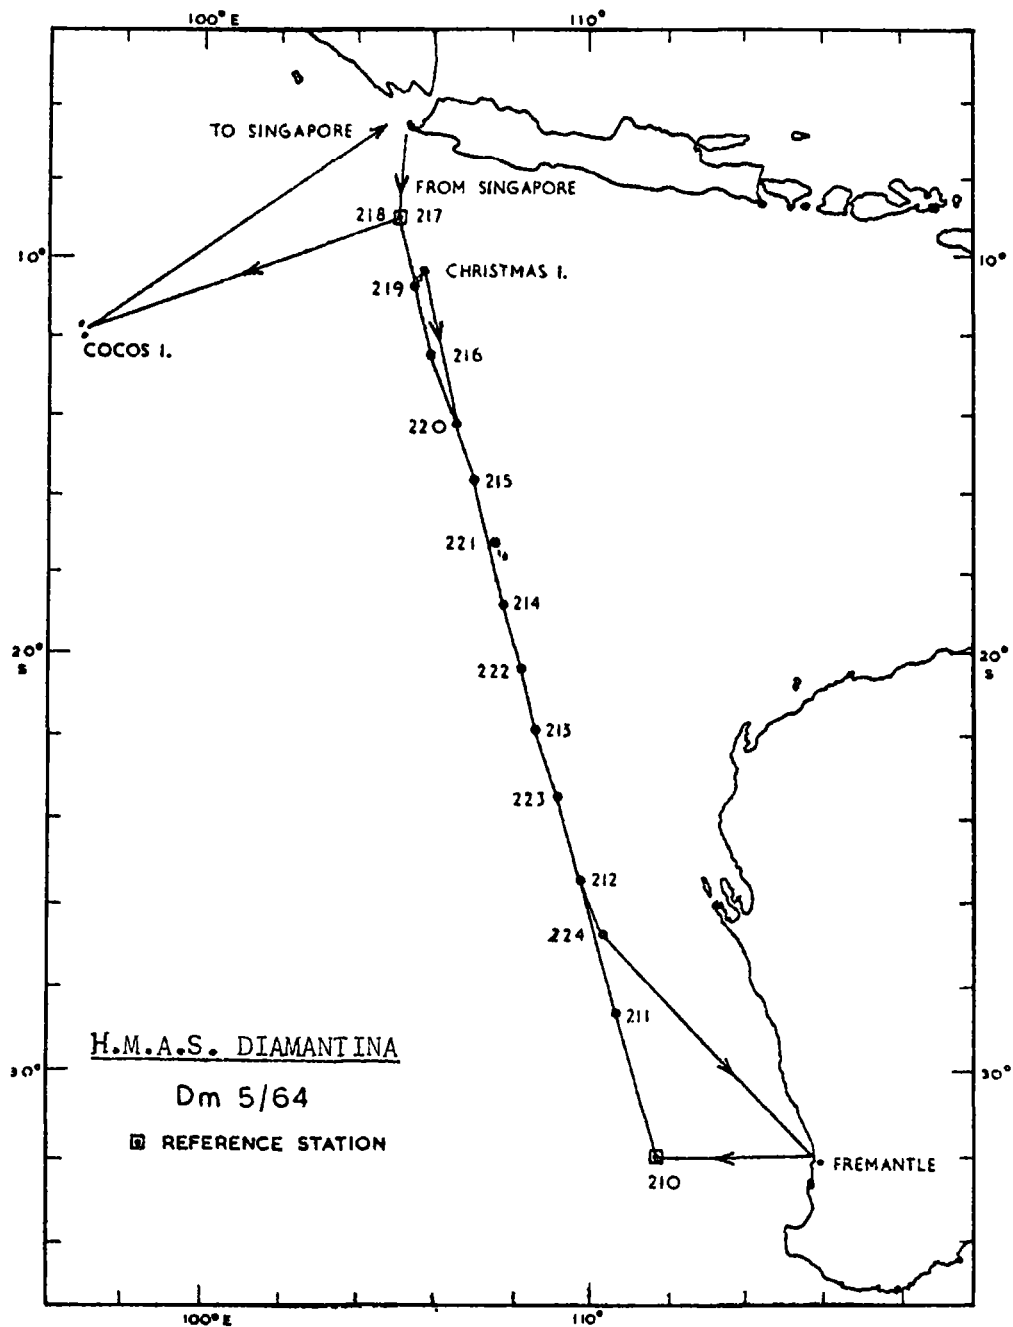 100° E 110°
TO SINGAPORE
FROM SINGAPORE
218 217
10° 10°
CHRISTMAS I.
219
COCOS I.
216
220
215
221
214
20° 20°
S S
222
213
223
212
224
211
H.M.A.S. DIAMANTINA
30° 30°
Dm 5/64
REFERENCE STATION
FREMANTLE
210
100° E 110°